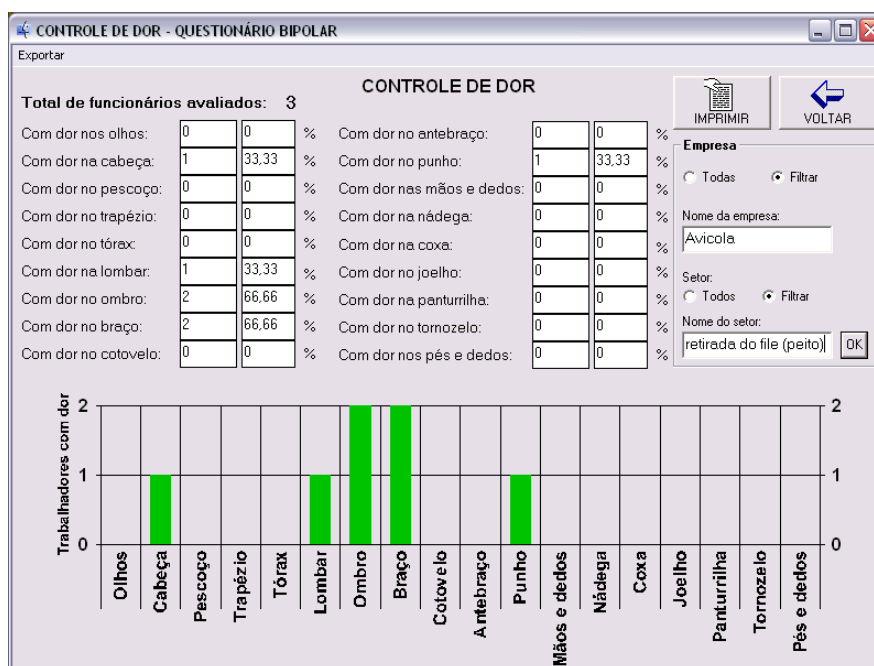 CONTROLE DE DOR - QUESTIONÁRIO BIPOLAR
Exportar
CONTROLE DE DOR
Total de funcionários avaliados: 3
Com dor nos olhos: 0 0 %
Com dor na cabeça: 1 33,33 %
Com dor no pescoço: 0 0 %
Com dor no trapézio: 0 0 %
Com dor no tórax: 0 0 %
Com dor na lombar: 1 33,33 %
Com dor no ombro: 2 66,66 %
Com dor no braço: 2 66,66 %
Com dor no cotovelo: 0 0 %
Com dor no antebraço: 0 0 %
Com dor no punho: 1 33,33 %
Com dor nas mãos e dedos: 0 0 %
Com dor na nádega: 0 0 %
Com dor na coxa: 0 0 %
Com dor no joelho: 0 0 %
Com dor na panturrilha: 0 0 %
Com dor no tornozelo: 0 0 %
Com dor nos pés e dedos: 0 0 %
IMPRIMIR
VOLTAR
Empresa
Todas Filtrar
Nome da empresa:
Avicola
Setor:
Todos Filtrar
Nome do setor:
retirada do file (peito) OK
Trabalhadores com dor
2 2
1 1
0 0
Olhos
Cabeça
Pescoço
Trapézio
Tórax
Lombar
Ombro
Braço
Cotovelo
Antebraço
Punho
Mãos e dedos
Nádega
Coxa
Joelho
Panturrilha
Tornozelo
Pés e dedos